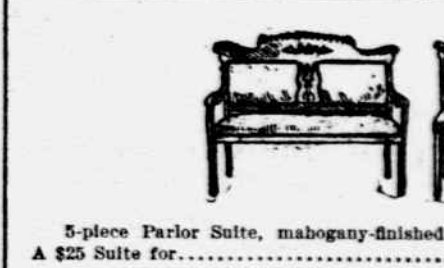 5-piece Parlor Suite, mahogany-finished
A $25 Suite for........................